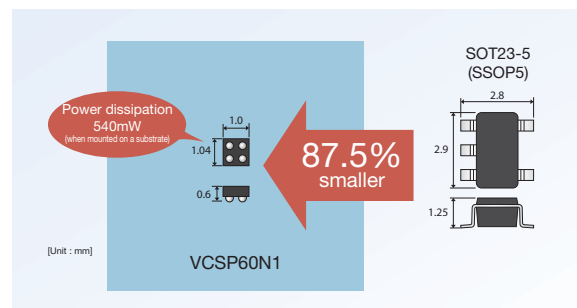 Power dissipation
540mW
(when mounted on a substrate)
1.0
1.04
0.6
[Unit : mm]
VCSP60N1
87.5%
smaller
SOT23-5
(SSOP5)
2.8
2.9
1.25